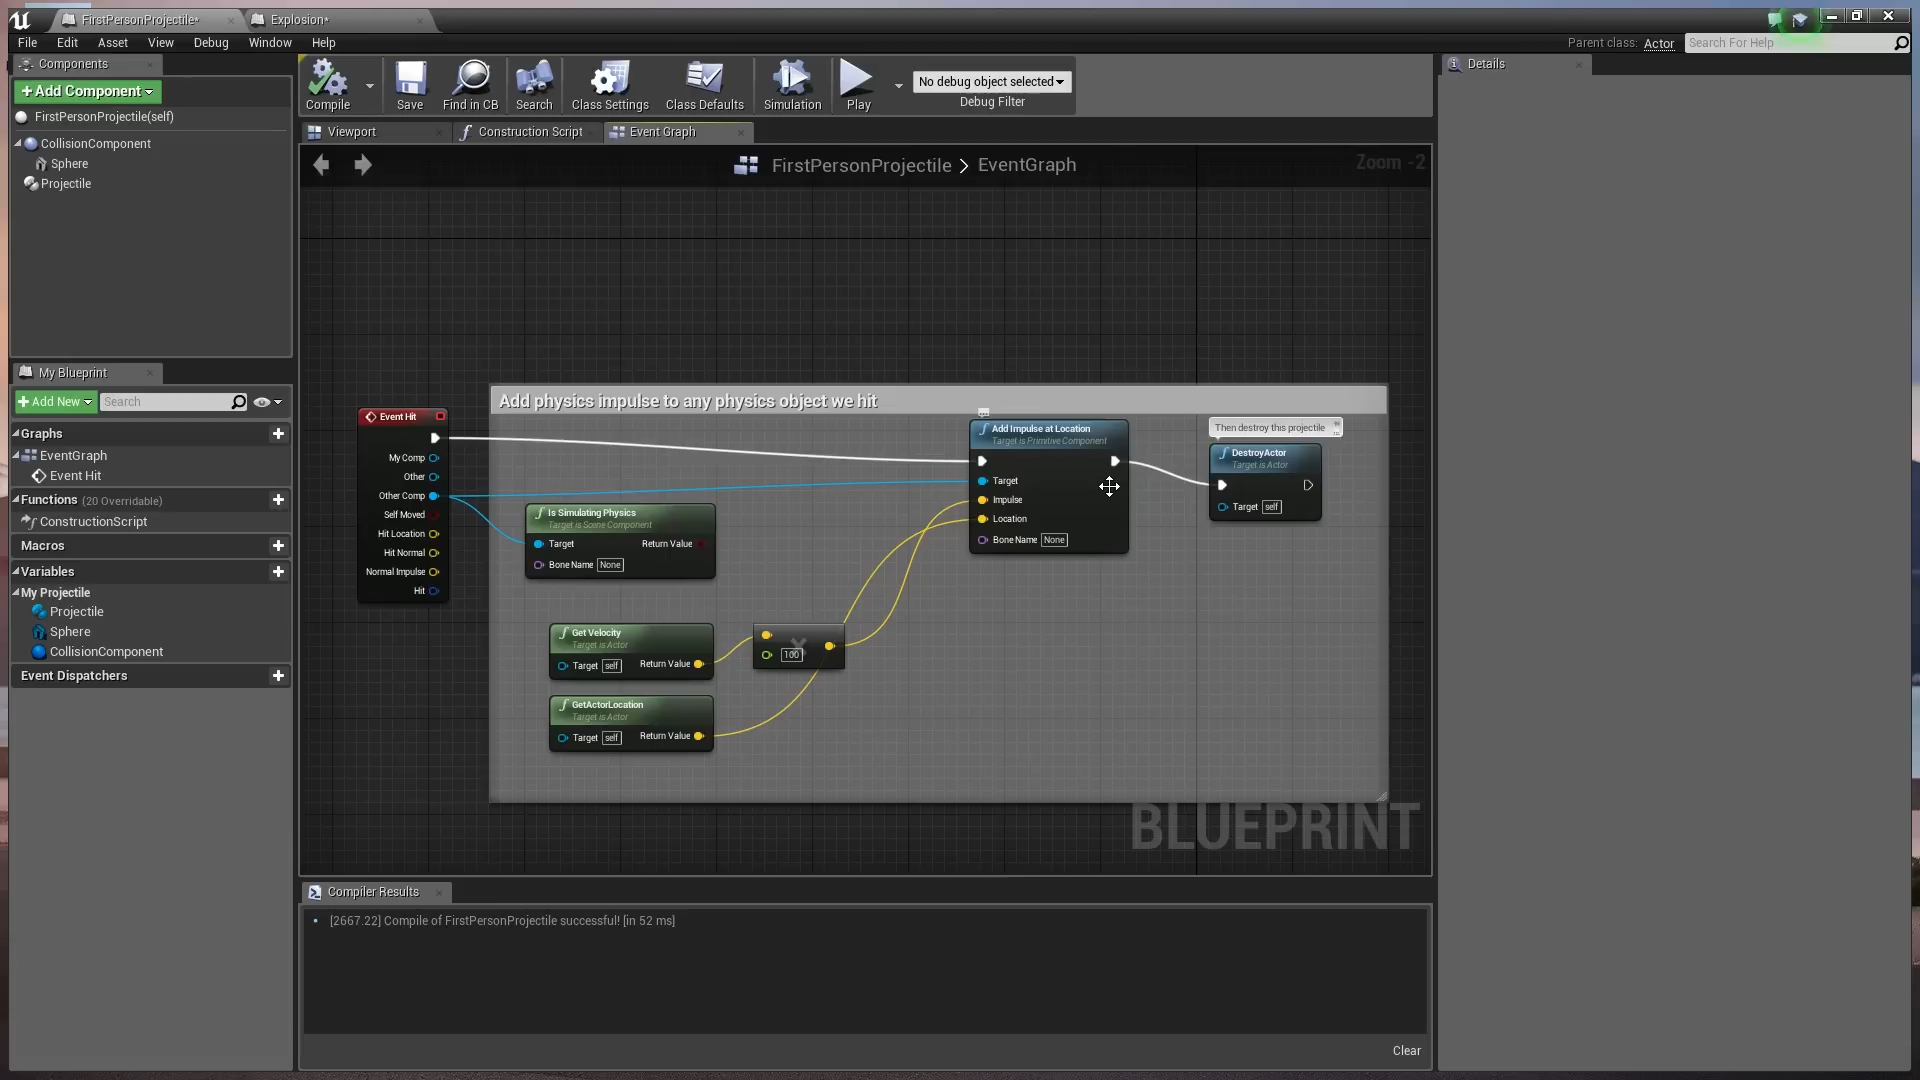 FirstPersonProjectile*
Explosion*
File Edit Asset View Debug Window Help
Parent class: Actor
Search For Help
Components
+ Add Component
FirstPersonProjectile(self)
CollisionComponent
Sphere
Projectile
Compile
Save
Find in CB
Search
Class Settings
Class Defaults
Simulation
Play
No debug object selected
Debug Filter
Details
Viewport
Construction Script
Event Graph
FirstPersonProjectile > EventGraph
Zoom -2
My Blueprint
+ Add New
Search
Graphs
EventGraph
Event Hit
Functions (20 Overridable)
ConstructionScript
Macros
Variables
My Projectile
Projectile
Sphere
CollisionComponent
Event Dispatchers
Event Hit
My Comp
Other
Other Comp
Self Moved
Hit Location
Hit Normal
Normal Impulse
Hit
Add physics impulse to any physics object we hit
Is Simulating Physics
Target is Scene Component
Target
Return Value
Bone Name None
Get Velocity
Target is Actor
Target self
Return Value
100
GetActorLocation
Target is Actor
Target self
Return Value
Add Impulse at Location
Target is Primitive Component
Target
Impulse
Location
Bone Name None
Then destroy this projectile
DestroyActor
Target is Actor
Target self
BLUEPRINT
Compiler Results
[2667.22] Compile of FirstPersonProjectile successful! [in 52 ms]
Clear